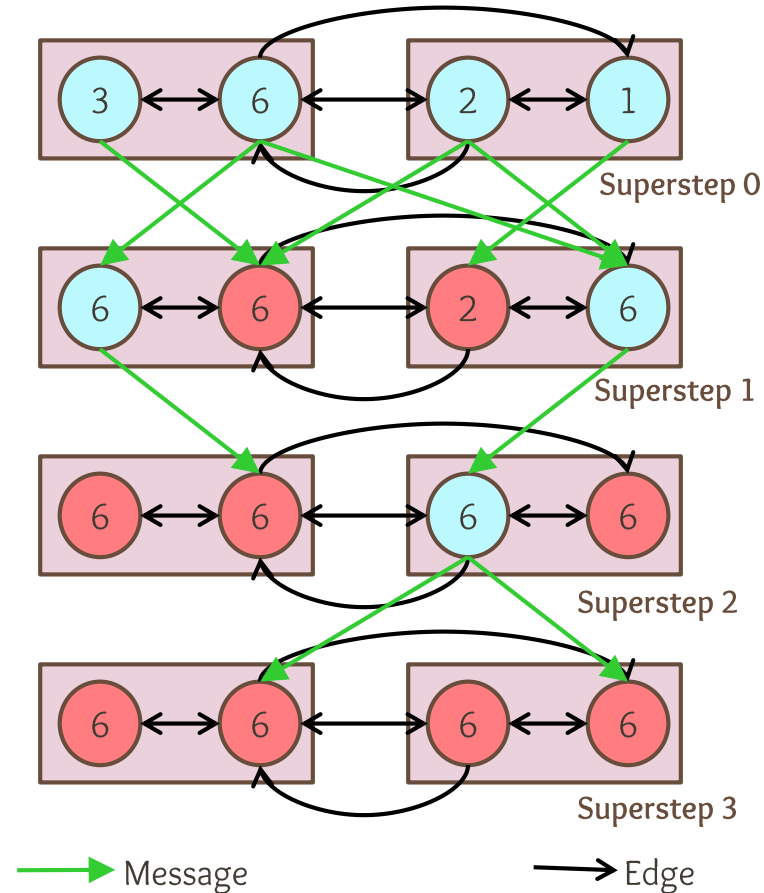 3 6 2 1
Superstep 0
6 6 2 6
Superstep 1
6 6 6 6
Superstep 2
6 6 6 6
Superstep 3
Message Edge